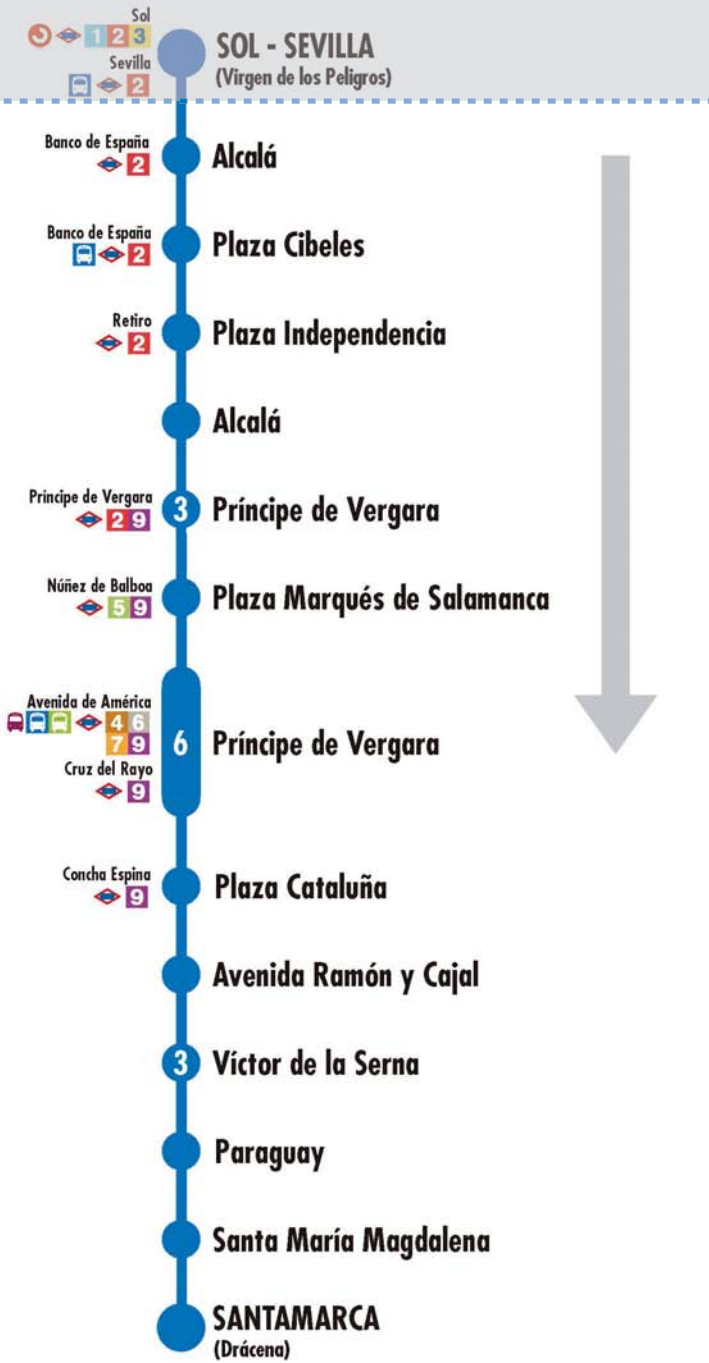 Sol
1 2 3
SOL - SEVILLA
Sevilla
(Virgen de los Peligros)
2
Banco de España
2
Alcalá
Banco de España
2
Plaza Cibeles
Retiro
2
Plaza Independencia
Alcalá
Príncipe de Vergara
2 9
3
Príncipe de Vergara
Núñez de Balboa
5 9
Plaza Marqués de Salamanca
Avenida de América
4 6
7 9
Cruz del Rayo
9
6
Príncipe de Vergara
Concha Espina
9
Plaza Cataluña
Avenida Ramón y Cajal
3
Víctor de la Serna
Paraguay
Santa María Magdalena
SANTAMARCA
(Drácena)